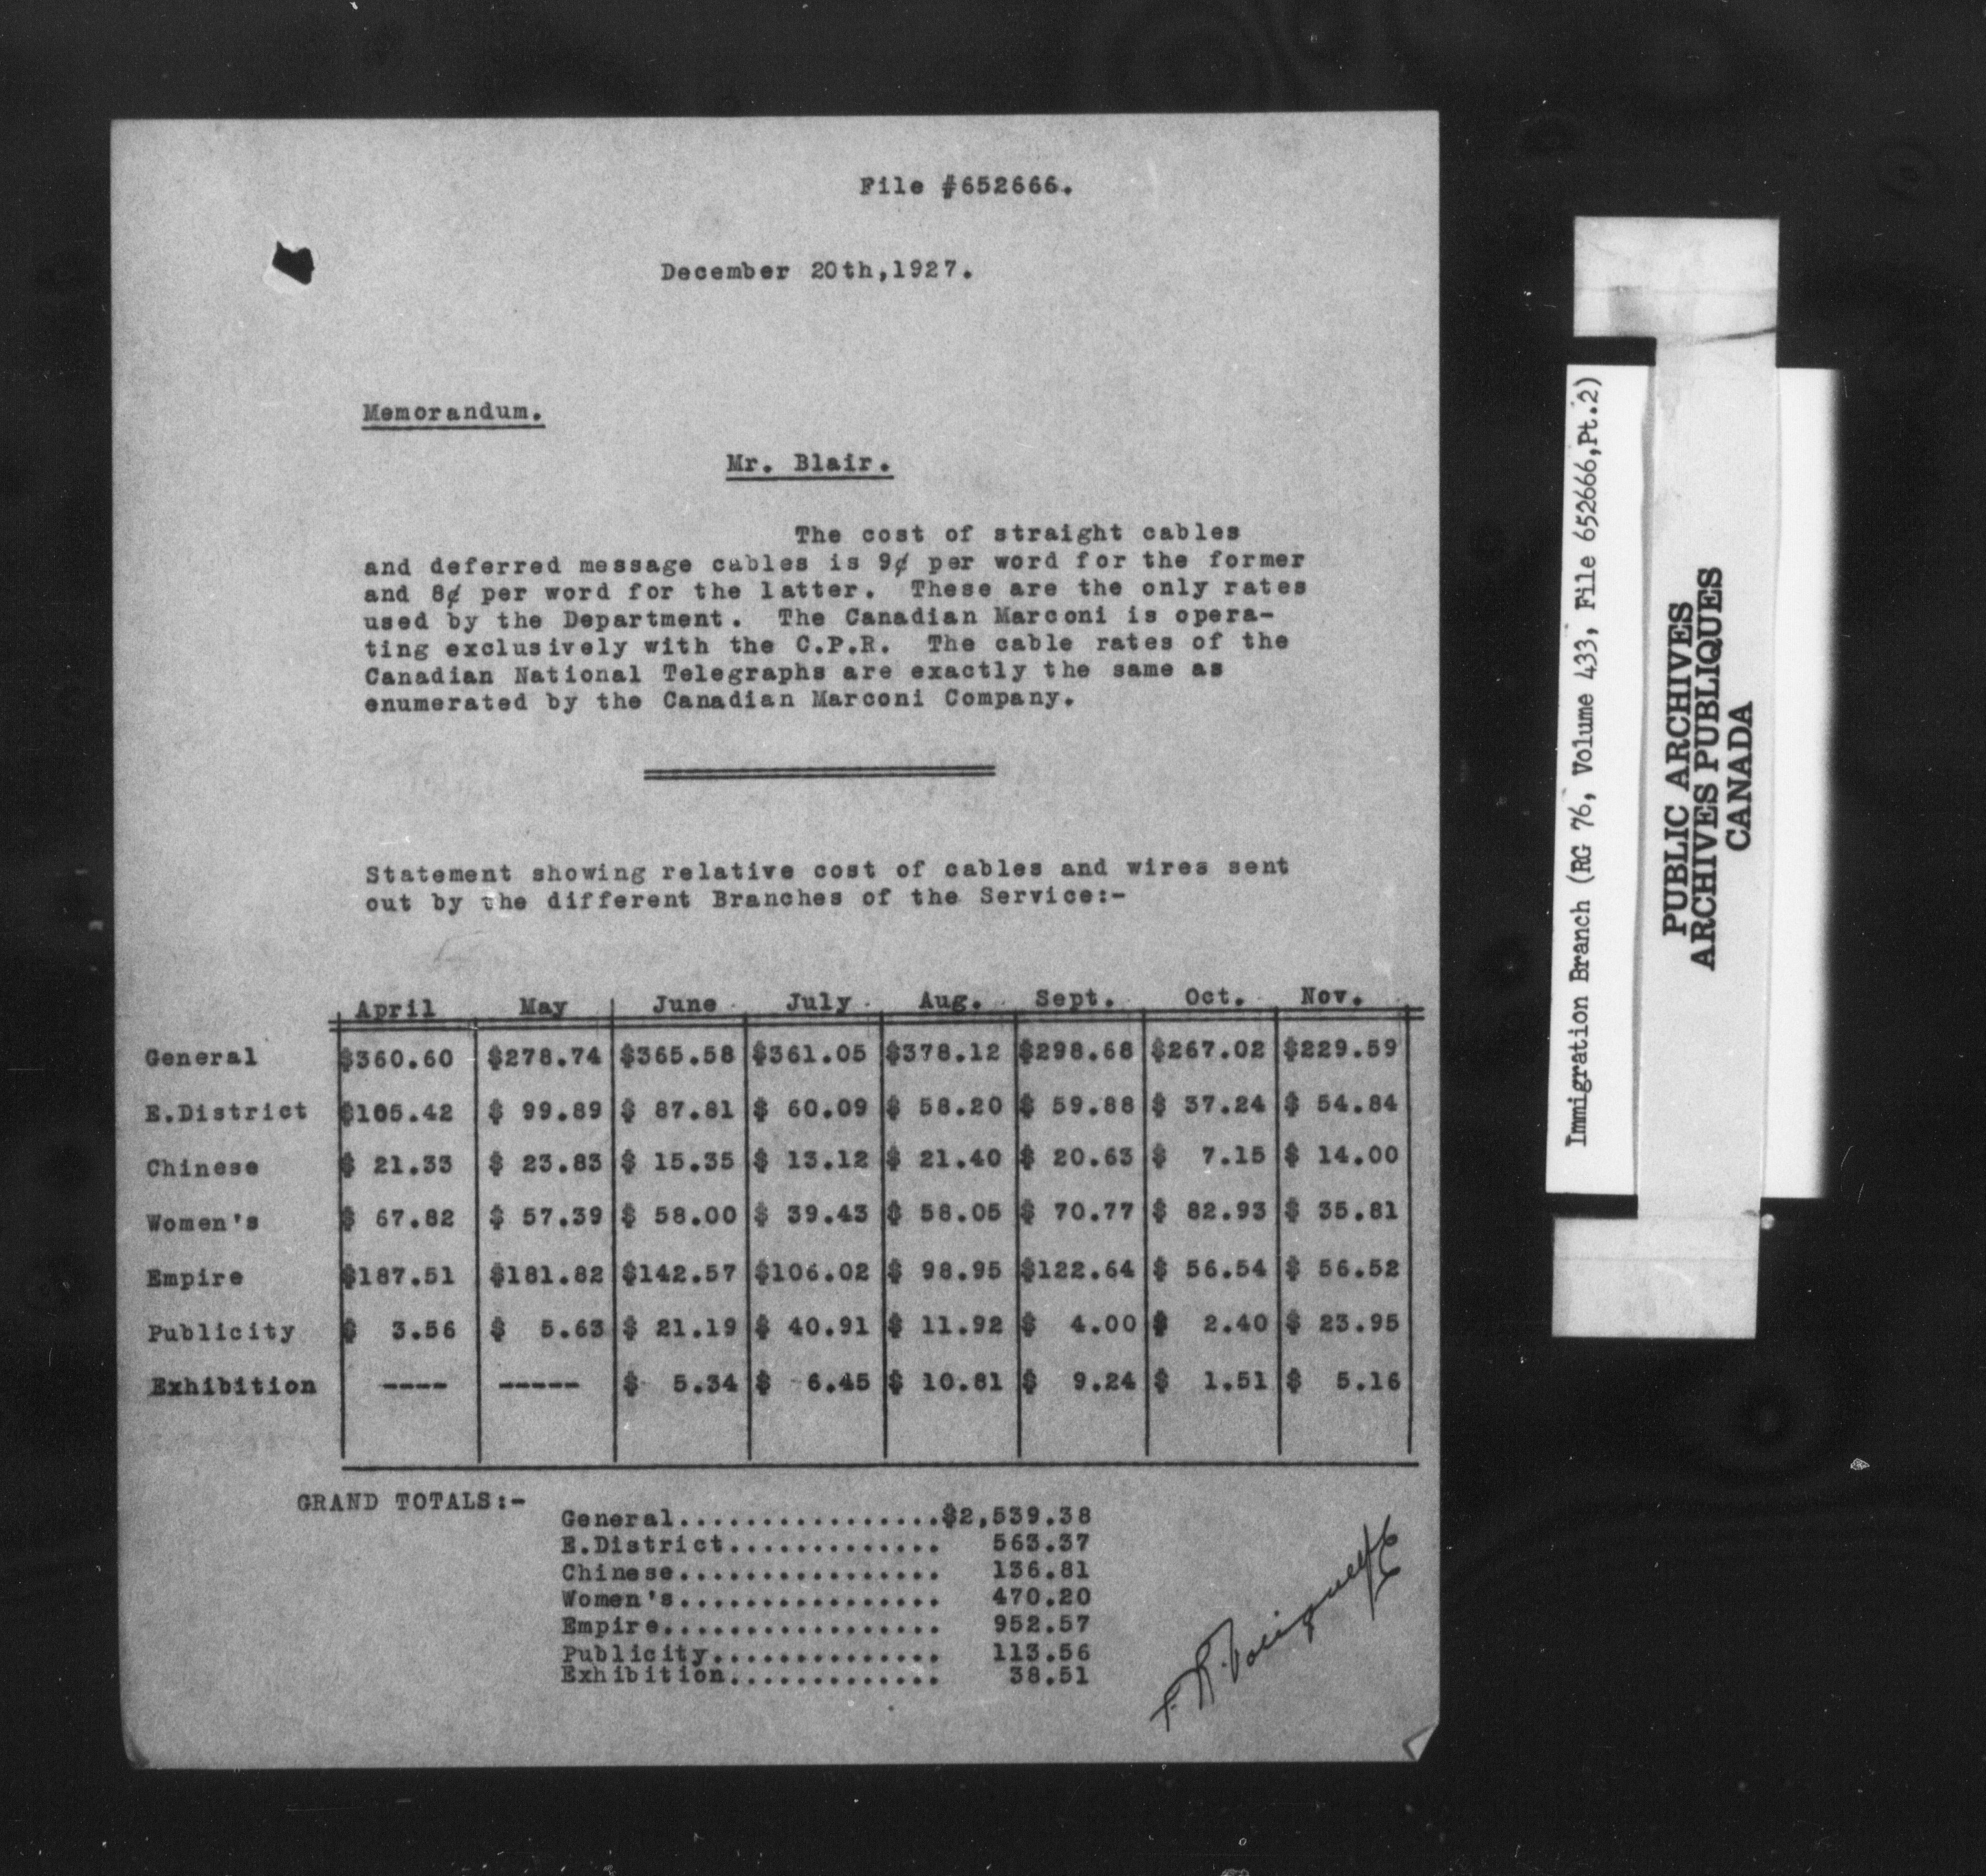 File #652666.
December 20th,1927.
Memorandum.
Mr. Blair.
The cost of straight cables
and deferred message cables is 9¢ per word for the former
and 8¢ per word for the latter. These are the only rates
used by the Department. The Canadian Marconi is opera-
ting exclusively with the C.P.R. The cable rates of the
Canadian National Telegraphs are exactly the same as
enumerated by the Canadian Marconi Company.
Statement showing relative cost of cables and wires sent
out by the different Branches of the Service:-
April May June July Aug. Sept. Oct. Nov.
General $360.60 $278.74 $365.58 $361.05 $378.12 $298.68 $267.02 $229.59
E.District $105.42 $ 99.89 $ 87.81 $ 60.09 $ 58.20 $ 59.88 $ 37.24 $ 54.84
Chinese $ 21.33 $ 23.83 $ 15.35 $ 13.12 $ 21.40 $ 20.63 $ 7.15 $ 14.00
Women's $ 67.82 $ 57.39 $ 58.00 $ 39.43 $ 58.05 $ 70.77 $ 82.93 $ 35.81
Empire $187.51 $181.82 $142.57 $106.02 $ 98.95 $122.64 $ 56.54 $ 56.52
Publicity $ 3.56 $ 5.63 $ 21.19 $ 40.91 $ 11.92 $ 4.00 $ 2.40 $ 23.95
Exhibition ---- ----- $ 5.34 $ 6.45 $ 10.81 $ 9.24 $ 1.51 $ 5.16
GRAND TOTALS:-
General................$2,539.38
E.District............. 563.37
Chinese................ 136.81
Women's................ 470.20
Empire................. 952.57
Publicity.............. 113.56
Exhibition............. 38.51
Immigration Branch (RG 76, Volume 433, File 652666,Pt.2)
PUBLIC ARCHIVES
ARCHIVES PUBLIQUES
CANADA